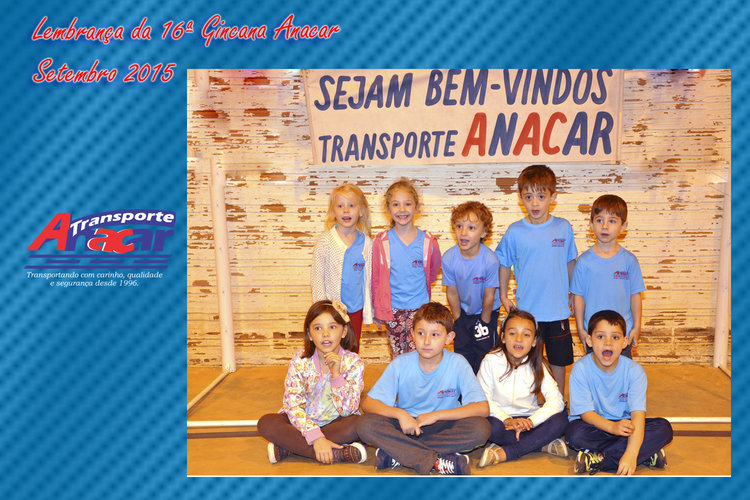 Lembrança da 16ª Gincana Anacar
Setembro 2015
SEJAM BEM-VINDOS
TRANSPORTE ANACAR
Transporte
Anacar
Transportando com carinho, qualidade
e segurança desde 1996.
36